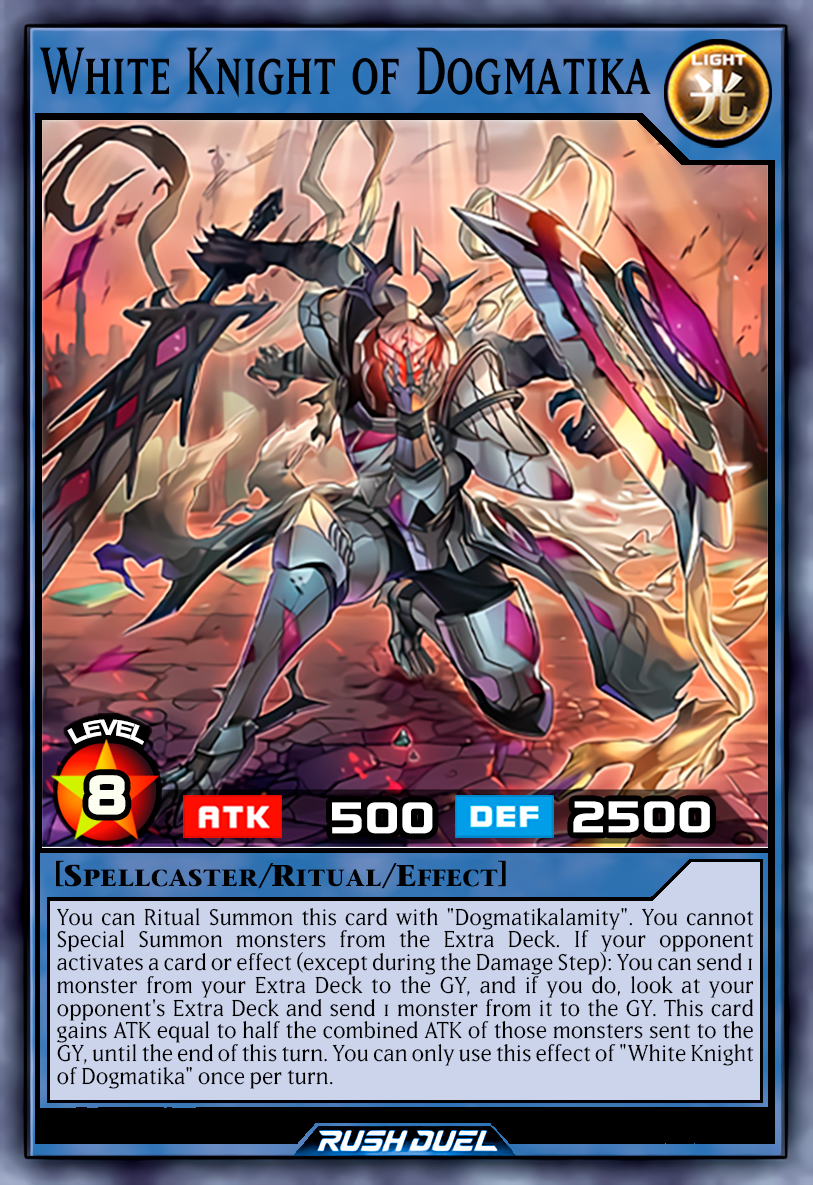 White Knight of Dogmatika
LIGHT
光
LEVEL
8
ATK 500 DEF 2500
[Spellcaster/Ritual/Effect]
You can Ritual Summon this card with "Dogmatikalamity". You cannot
Special Summon monsters from the Extra Deck. If your opponent
activates a card or effect (except during the Damage Step): You can send 1
monster from your Extra Deck to the GY, and if you do, look at your
opponent's Extra Deck and send 1 monster from it to the GY. This card
gains ATK equal to half the combined ATK of those monsters sent to the
GY, until the end of this turn. You can only use this effect of "White Knight
of Dogmatika" once per turn.
RUSH DUEL